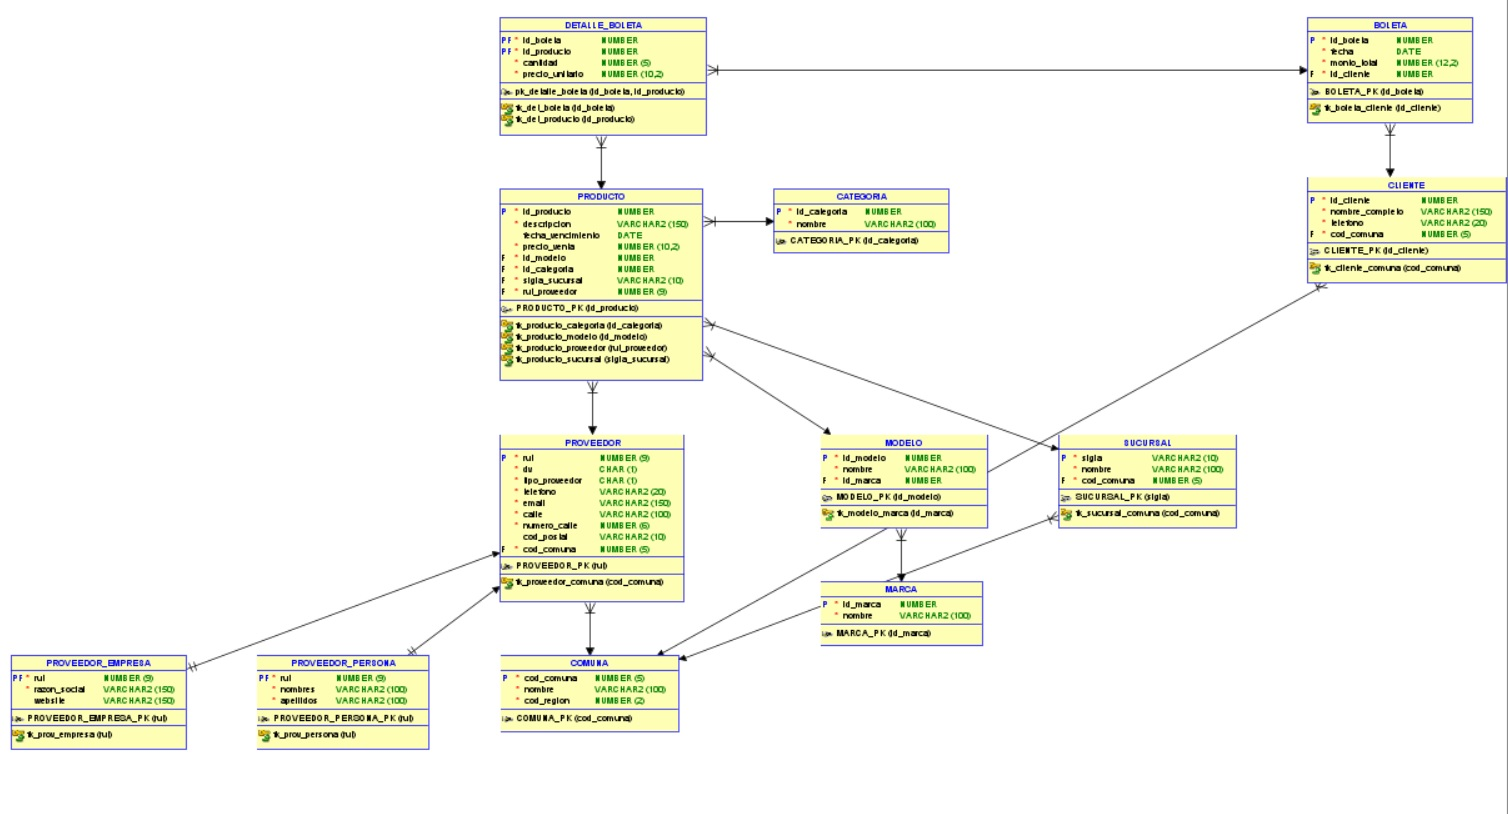 DETALLE_BOLETA
PF * id_boleta NUMBER
PF * id_producto NUMBER
* cantidad NUMBER (5)
* precio_unitario NUMBER (10,2)
pk_detalle_boleta (id_boleta, id_producto)
fk_det_boleta (id_boleta)
fk_det_producto (id_producto)
BOLETA
P * id_boleta NUMBER
* fecha DATE
* monto_total NUMBER (12,2)
F * id_cliente NUMBER
BOLETA_PK (id_boleta)
fk_boleta_cliente (id_cliente)
PRODUCTO
P * id_producto NUMBER
* descripcion VARCHAR2 (150)
fecha_vencimiento DATE
* precio_venta NUMBER (10,2)
F * id_modelo NUMBER
F * id_categoria NUMBER
F * sigla_sucursal VARCHAR2 (10)
F * rut_proveedor NUMBER (9)
PRODUCTO_PK (id_producto)
fk_producto_categoria (id_categoria)
fk_producto_modelo (id_modelo)
fk_producto_proveedor (rut_proveedor)
fk_producto_sucursal (sigla_sucursal)
CATEGORIA
P * id_categoria NUMBER
* nombre VARCHAR2 (100)
CATEGORIA_PK (id_categoria)
CLIENTE
P * id_cliente NUMBER
* nombre_completo VARCHAR2 (150)
* telefono VARCHAR2 (20)
F * cod_comuna NUMBER (5)
CLIENTE_PK (id_cliente)
fk_cliente_comuna (cod_comuna)
PROVEEDOR
P * rut NUMBER (9)
* dv CHAR (1)
* tipo_proveedor CHAR (1)
* telefono VARCHAR2 (20)
* email VARCHAR2 (150)
* calle VARCHAR2 (100)
* numero_calle NUMBER (6)
cod_postal VARCHAR2 (10)
F * cod_comuna NUMBER (5)
PROVEEDOR_PK (rut)
fk_proveedor_comuna (cod_comuna)
MODELO
P * id_modelo NUMBER
* nombre VARCHAR2 (100)
F * id_marca NUMBER
MODELO_PK (id_modelo)
fk_modelo_marca (id_marca)
SUCURSAL
P * sigla VARCHAR2 (10)
* nombre VARCHAR2 (100)
F * cod_comuna NUMBER (5)
SUCURSAL_PK (sigla)
fk_sucursal_comuna (cod_comuna)
MARCA
P * id_marca NUMBER
* nombre VARCHAR2 (100)
MARCA_PK (id_marca)
PROVEEDOR_EMPRESA
PF * rut NUMBER (9)
* razon_social VARCHAR2 (150)
website VARCHAR2 (150)
PROVEEDOR_EMPRESA_PK (rut)
fk_prov_empresa (rut)
PROVEEDOR_PERSONA
PF * rut NUMBER (9)
* nombres VARCHAR2 (100)
* apellidos VARCHAR2 (100)
PROVEEDOR_PERSONA_PK (rut)
fk_prov_persona (rut)
COMUNA
P * cod_comuna NUMBER (5)
* nombre VARCHAR2 (100)
* cod_region NUMBER (2)
COMUNA_PK (cod_comuna)